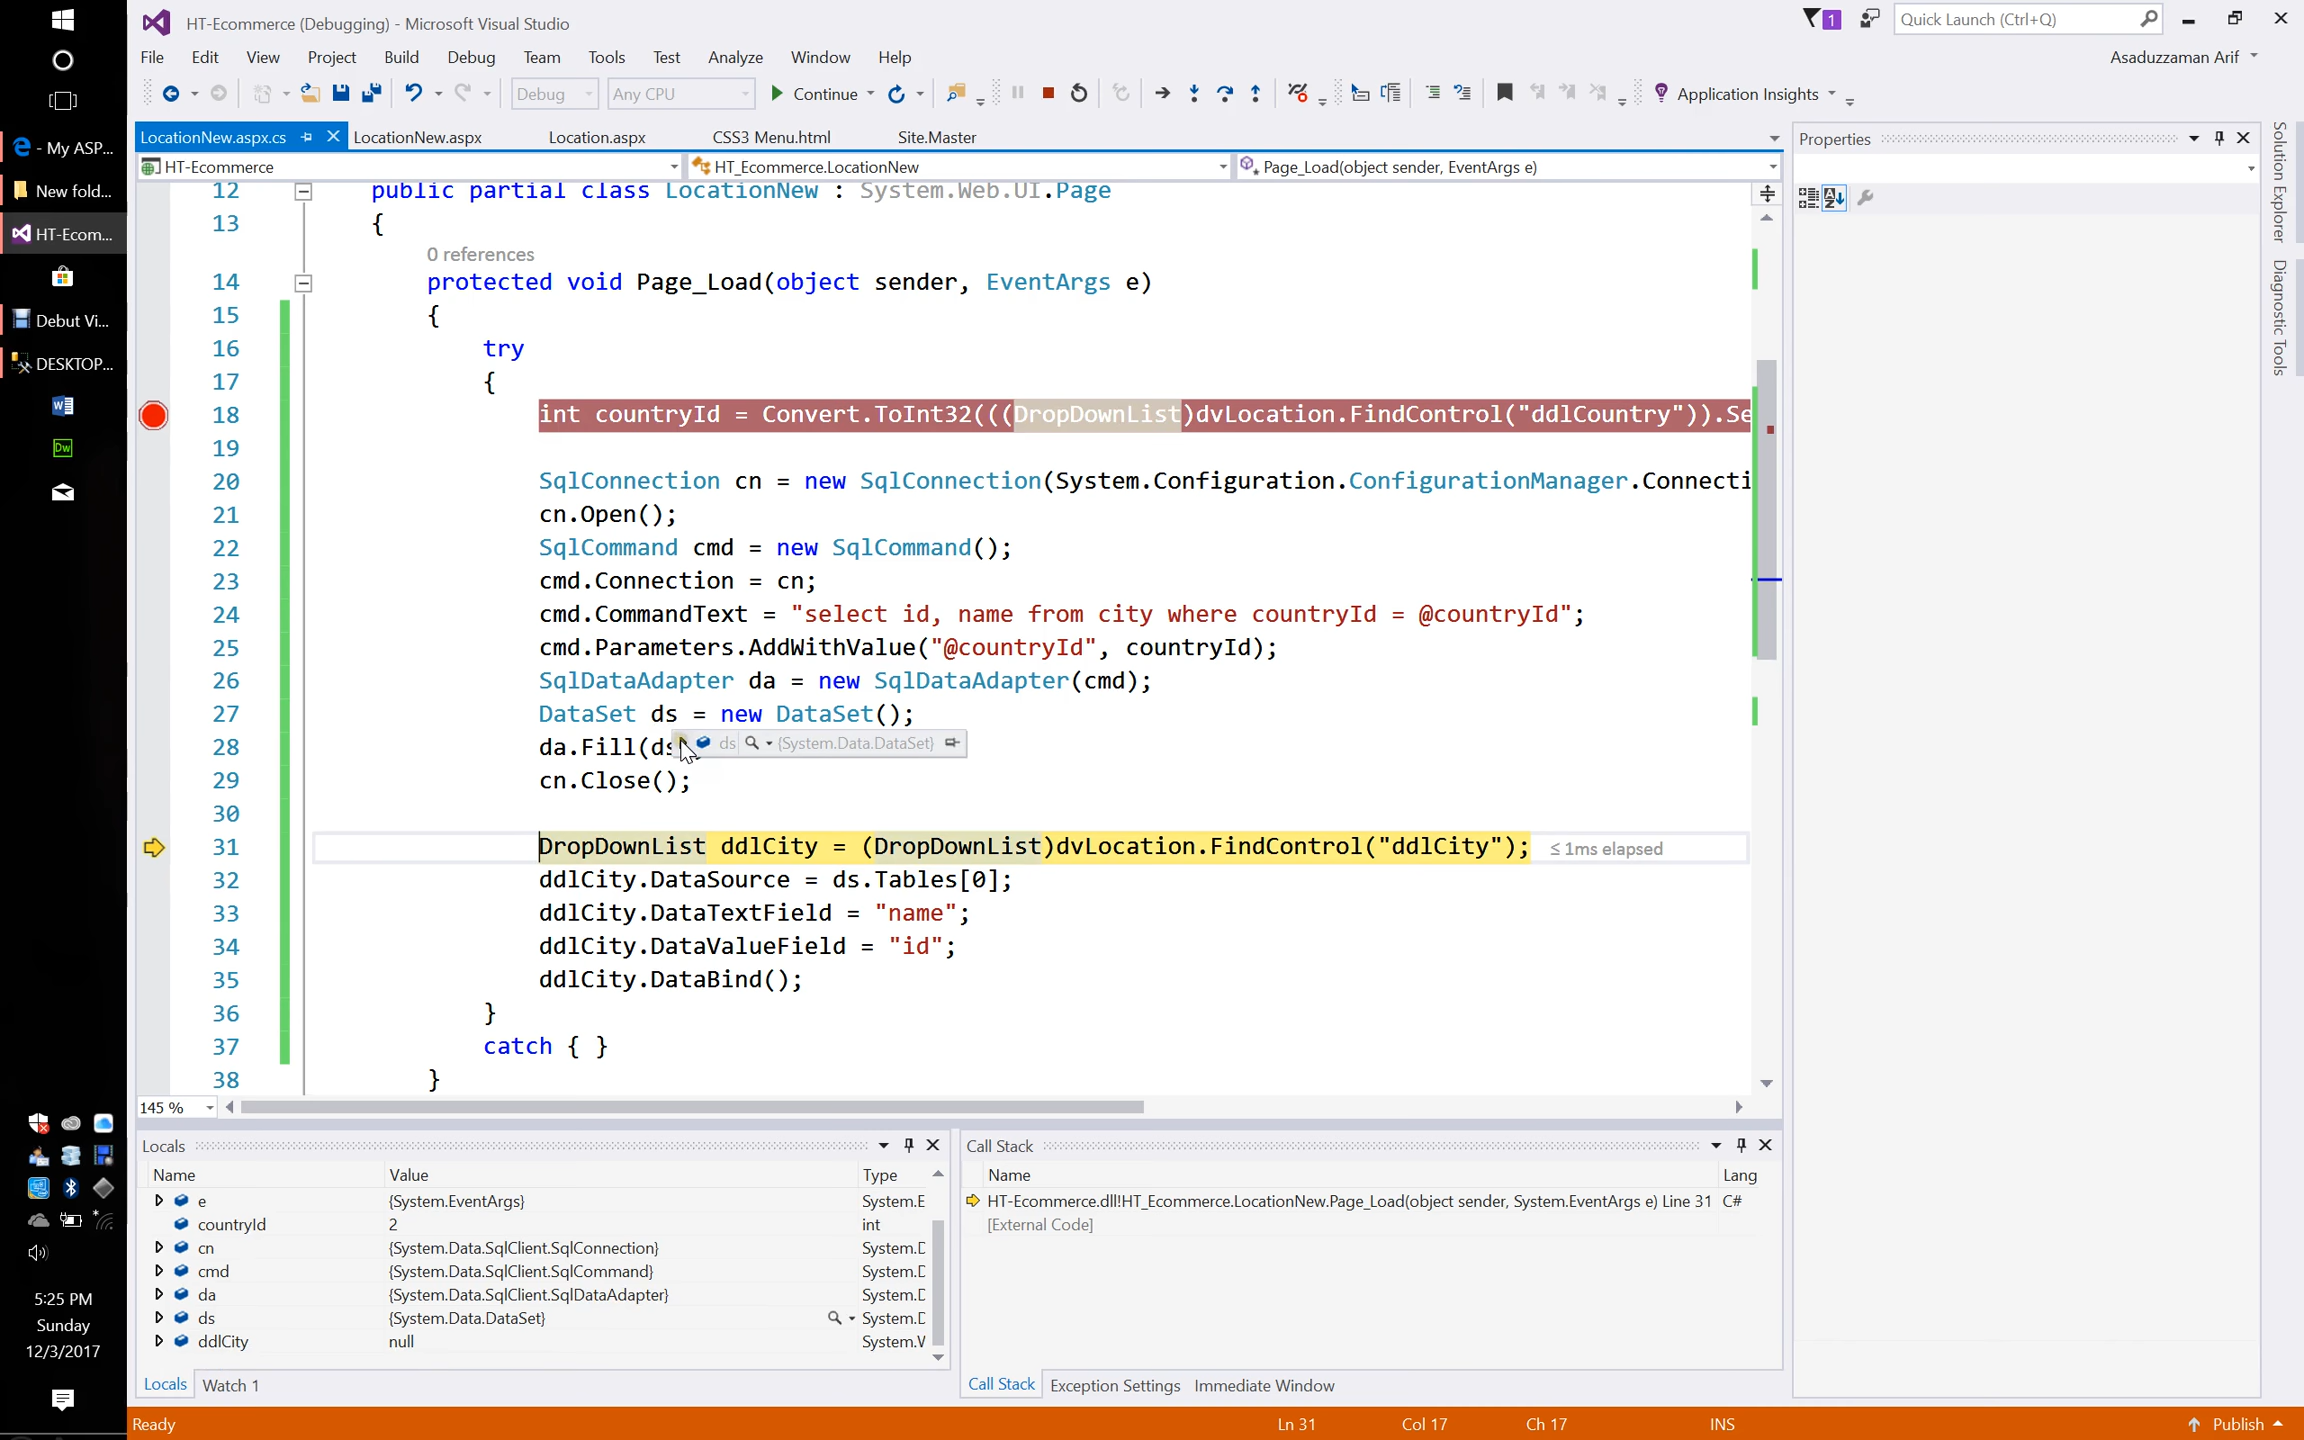 HT-Ecommerce (Debugging) - Microsoft Visual Studio
1
Quick Launch (Ctrl+Q)
File Edit View Project Build Debug Team Tools Test Analyze Window Help
Asaduzzaman Arif
Debug Any CPU Continue Application Insights
LocationNew.aspx.cs LocationNew.aspx Location.aspx CSS3 Menu.html Site.Master
HT-Ecommerce HT_Ecommerce.LocationNew Page_Load(object sender, EventArgs e)
12 public partial class LocationNew : System.Web.UI.Page
13 {
0 references
14 protected void Page_Load(object sender, EventArgs e)
15 {
16 try
17 {
18 int countryId = Convert.ToInt32(((DropDownList)dvLocation.FindControl("ddlCountry")).Se
19
20 SqlConnection cn = new SqlConnection(System.Configuration.ConfigurationManager.Connecti
21 cn.Open();
22 SqlCommand cmd = new SqlCommand();
23 cmd.Connection = cn;
24 cmd.CommandText = "select id, name from city where countryId = @countryId";
25 cmd.Parameters.AddWithValue("@countryId", countryId);
26 SqlDataAdapter da = new SqlDataAdapter(cmd);
27 DataSet ds = new DataSet();
28 da.Fill(ds
ds {System.Data.DataSet}
29 cn.Close();
30
31 DropDownList ddlCity = (DropDownList)dvLocation.FindControl("ddlCity"); ≤ 1ms elapsed
32 ddlCity.DataSource = ds.Tables[0];
33 ddlCity.DataTextField = "name";
34 ddlCity.DataValueField = "id";
35 ddlCity.DataBind();
36 }
37 catch { }
38 }
145 %
Locals
Name Value Type
e {System.EventArgs} System.E
countryId 2 int
cn {System.Data.SqlClient.SqlConnection} System.D
cmd {System.Data.SqlClient.SqlCommand} System.D
da {System.Data.SqlClient.SqlDataAdapter} System.D
ds {System.Data.DataSet} System.D
ddlCity null System.W
Locals Watch 1
Call Stack
Name Lang
HT-Ecommerce.dll!HT_Ecommerce.LocationNew.Page_Load(object sender, System.EventArgs e) Line 31 C#
[External Code]
Call Stack Exception Settings Immediate Window
Properties
Solution Explorer
Diagnostic Tools
Ready Ln 31 Col 17 Ch 17 INS Publish
- My ASP...
New fold...
HT-Ecom...
Debut Vi...
DESKTOP...
Dw
5:25 PM
Sunday
12/3/2017